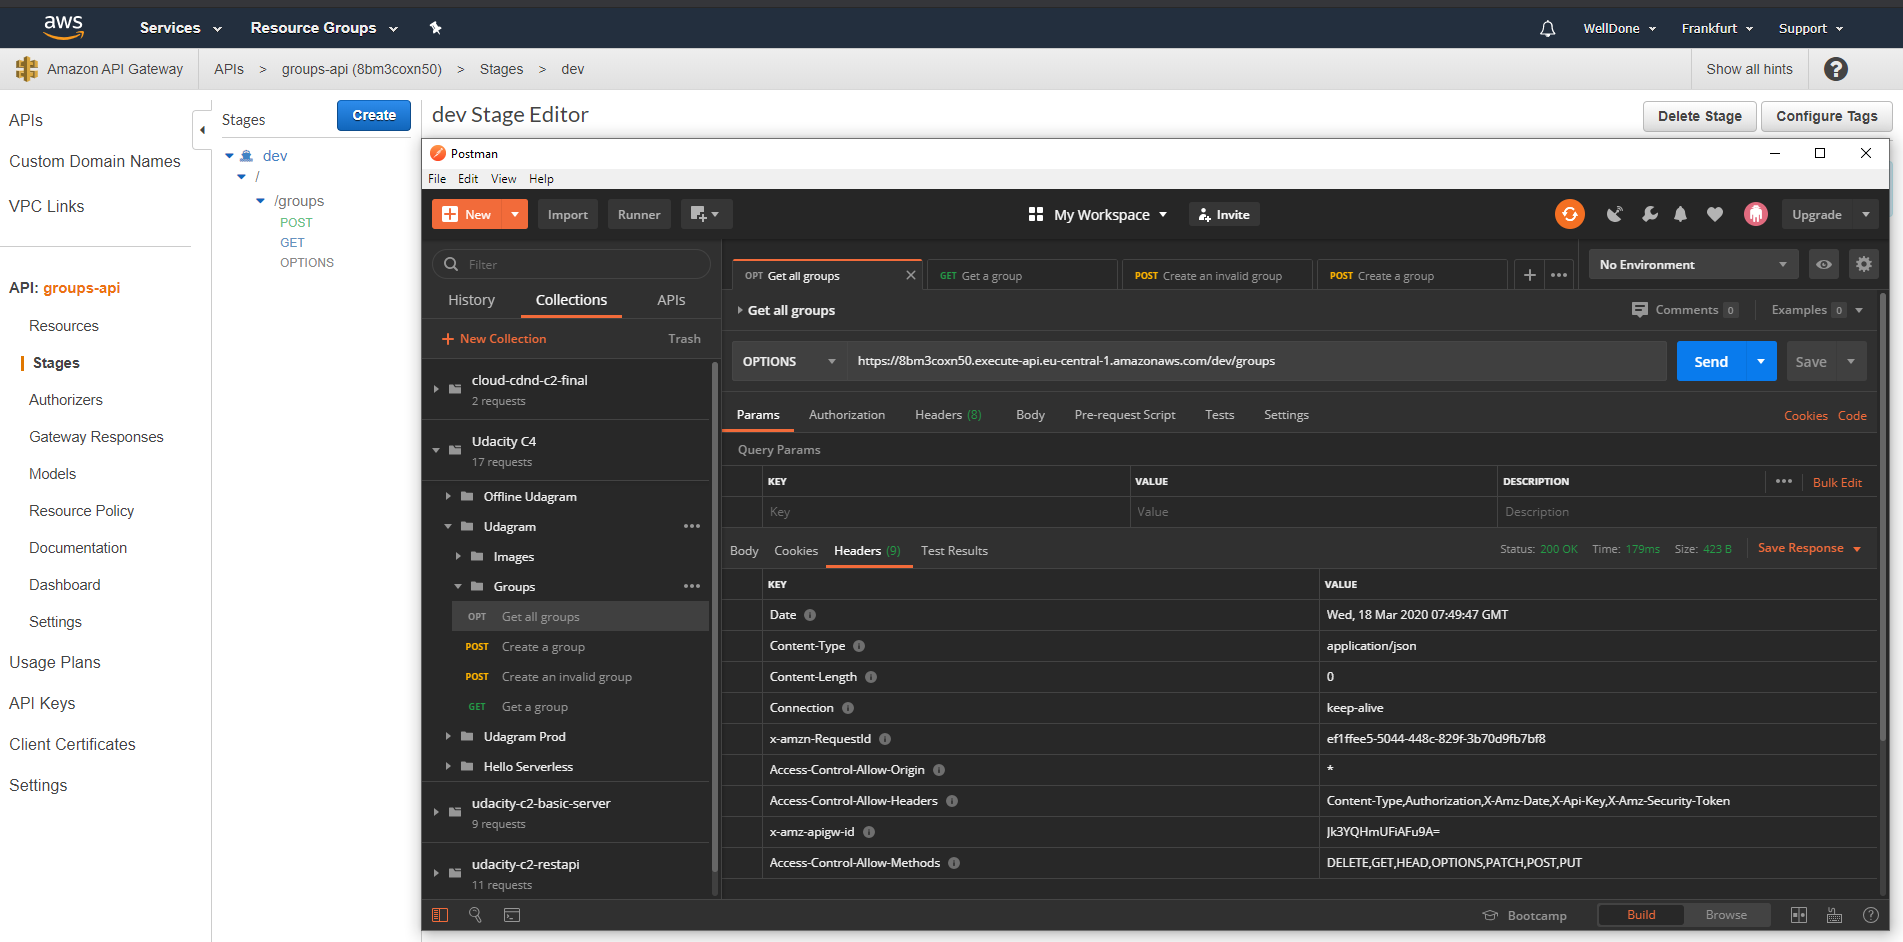 aws
Services
Resource Groups
WellDone
Frankfurt
Support
Amazon API Gateway
APIs > groups-api (8bm3coxn50) > Stages > dev
Show all hints
?
APIs
Custom Domain Names
VPC Links
API: groups-api
Resources
Stages
Authorizers
Gateway Responses
Models
Resource Policy
Documentation
Dashboard
Settings
Usage Plans
API Keys
Client Certificates
Settings
Stages
Create
dev
/
/groups
POST
GET
OPTIONS
dev Stage Editor
Delete Stage
Configure Tags
Postman
File Edit View Help
New
Import
Runner
My Workspace
Invite
Upgrade
Filter
History
Collections
APIs
New Collection
Trash
cloud-cdnd-c2-final
2 requests
Udacity C4
17 requests
Offline Udagram
Udagram
Images
Groups
OPT Get all groups
POST Create a group
POST Create an invalid group
GET Get a group
Udagram Prod
Hello Serverless
udacity-c2-basic-server
9 requests
udacity-c2-restapi
11 requests
OPT Get all groups
GET Get a group
POST Create an invalid group
POST Create a group
No Environment
Get all groups
Comments 0
Examples 0
OPTIONS
https://8bm3coxn50.execute-api.eu-central-1.amazonaws.com/dev/groups
Send
Save
Params
Authorization
Headers (8)
Body
Pre-request Script
Tests
Settings
Cookies
Code
Query Params
KEY VALUE DESCRIPTION
Bulk Edit
Key Value Description
Body
Cookies
Headers (9)
Test Results
Status: 200 OK
Time: 179ms
Size: 423 B
Save Response
KEY VALUE
Date Wed, 18 Mar 2020 07:49:47 GMT
Content-Type application/json
Content-Length 0
Connection keep-alive
x-amzn-RequestId ef1ffee5-5044-448c-829f-3b70d9fb7bf8
Access-Control-Allow-Origin *
Access-Control-Allow-Headers Content-Type,Authorization,X-Amz-Date,X-Api-Key,X-Amz-Security-Token
x-amz-apigw-id Jk3YQHmUFiAFu9A=
Access-Control-Allow-Methods DELETE,GET,HEAD,OPTIONS,PATCH,POST,PUT
Bootcamp
Build
Browse
?